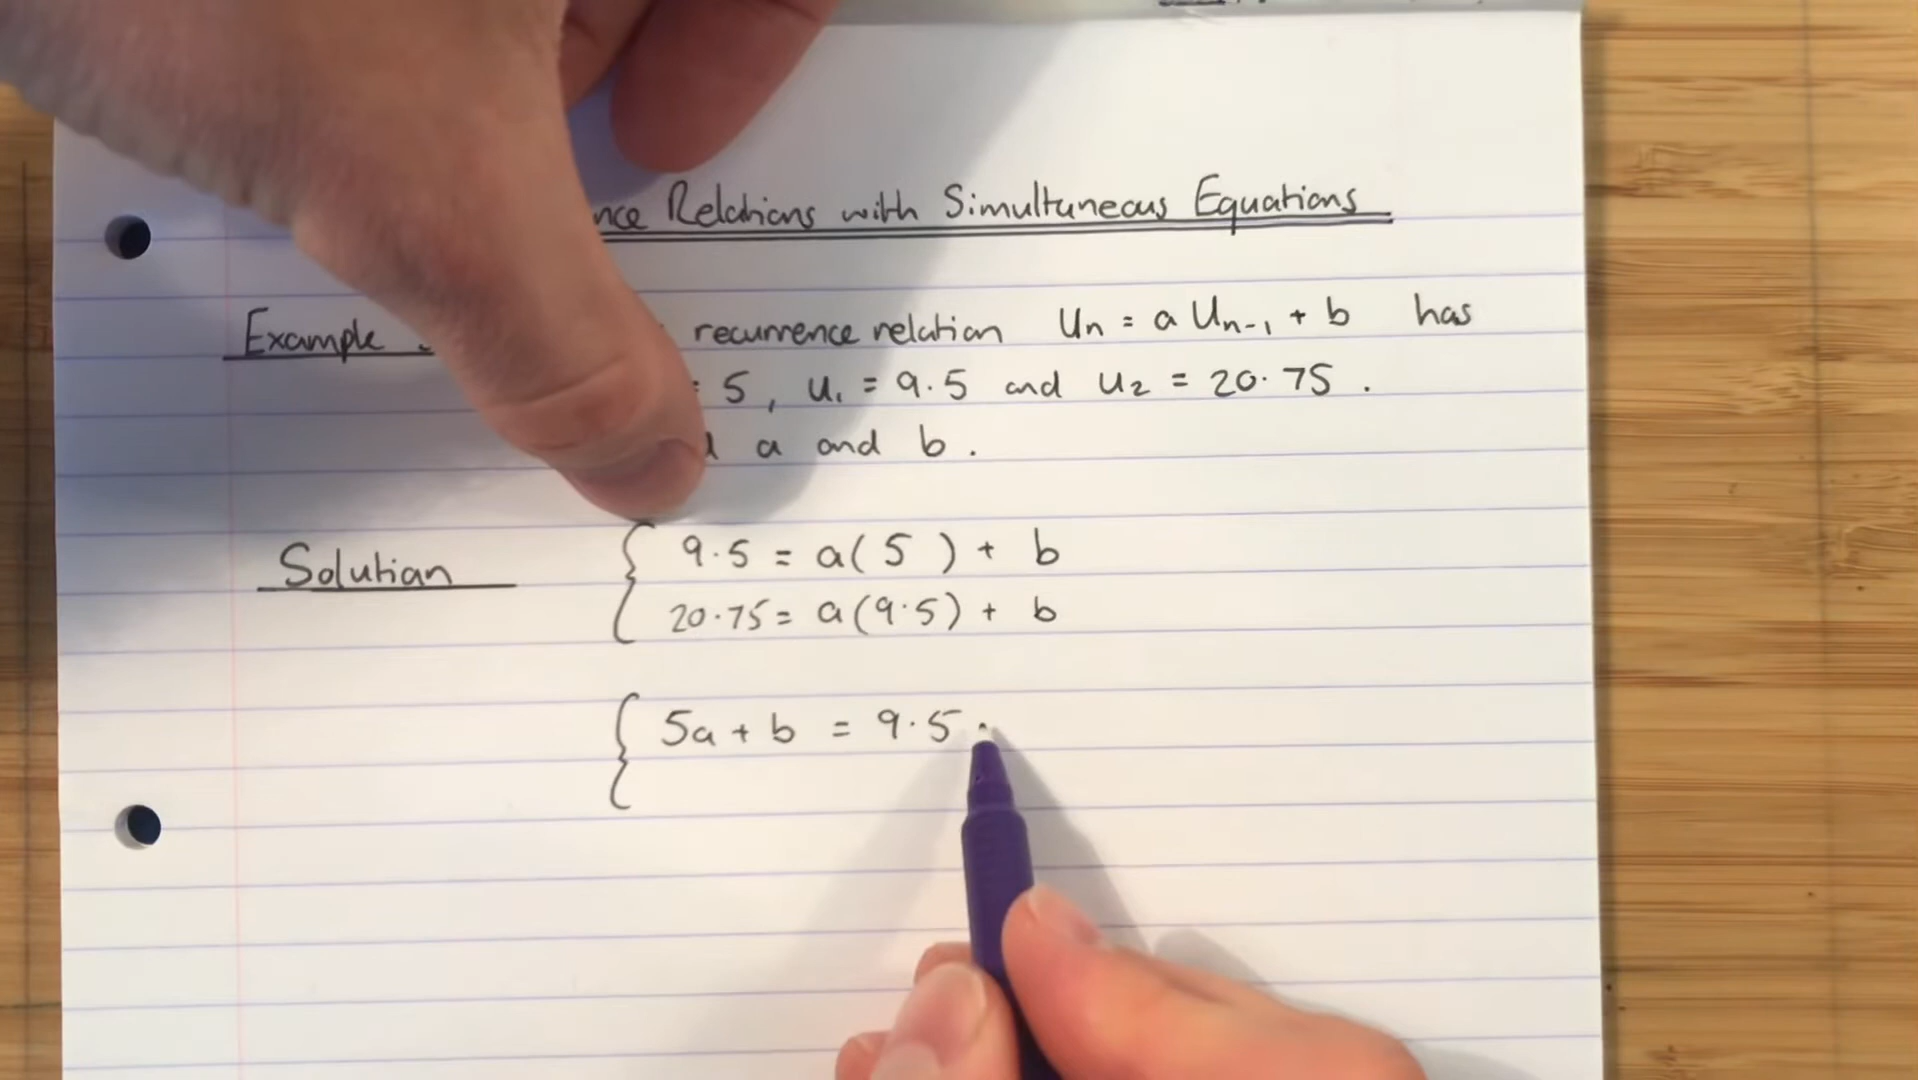 Relations with Simultaneous Equations
Example recurrence relation Un = a Un-1 + b has
= 5, u₁ = 9.5 and u₂ = 20.75.
a and b.
Solution
9.5 = a( 5 ) + b
20.75 = a(9.5) + b
5a + b = 9.5